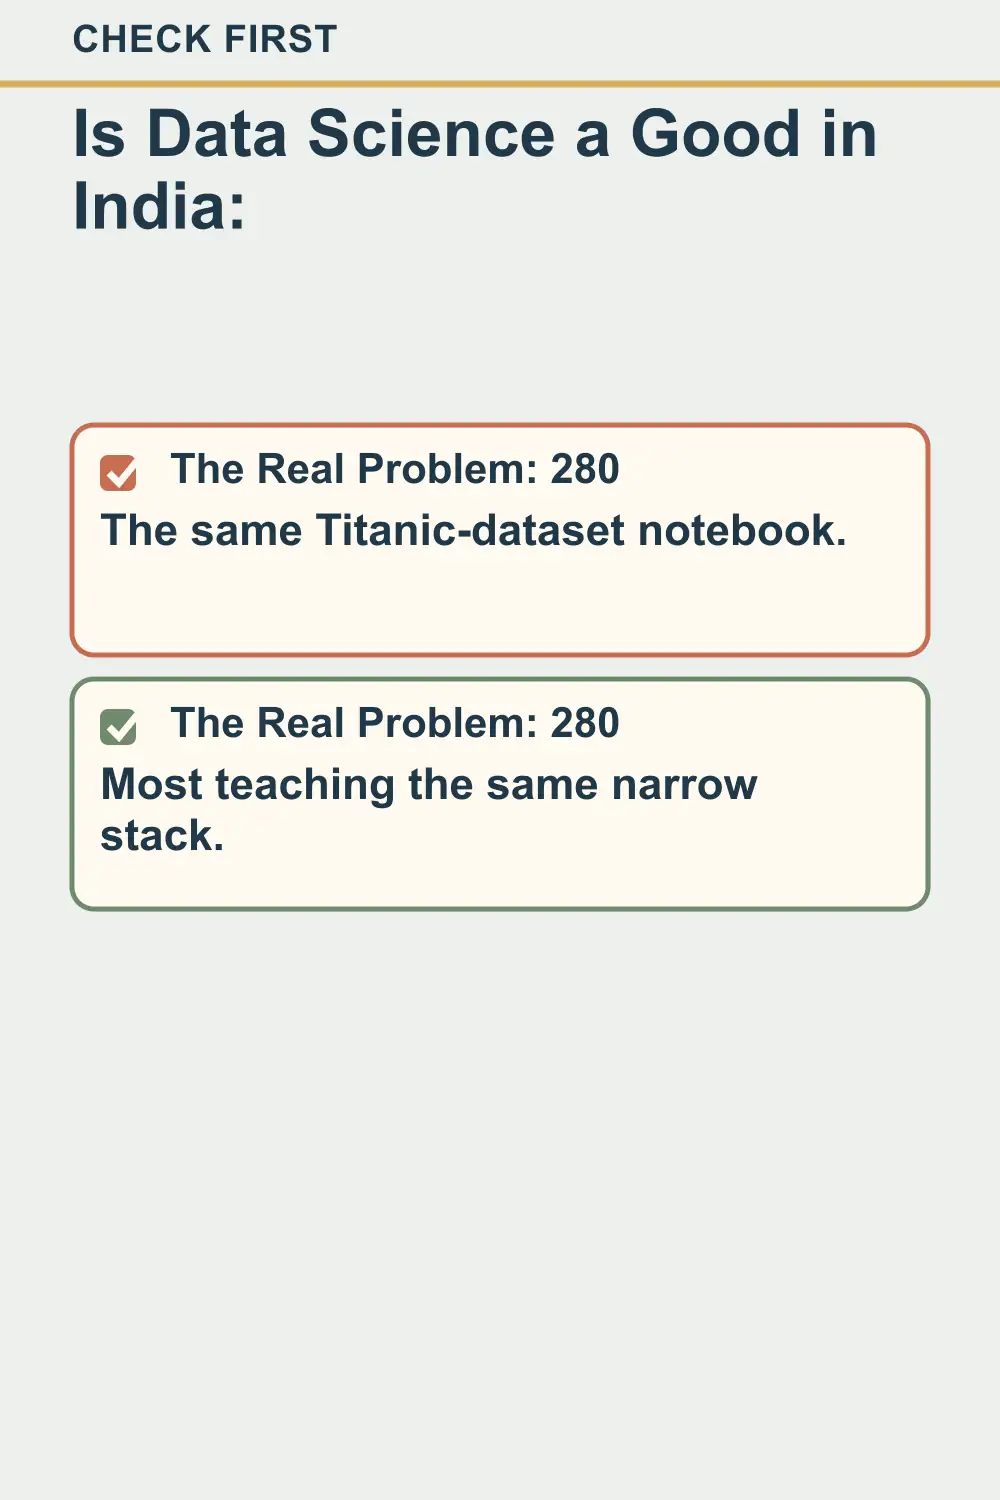 CHECK FIRST
Is Data Science a Good in
India:
The Real Problem: 280
The same Titanic-dataset notebook.
The Real Problem: 280
Most teaching the same narrow
stack.